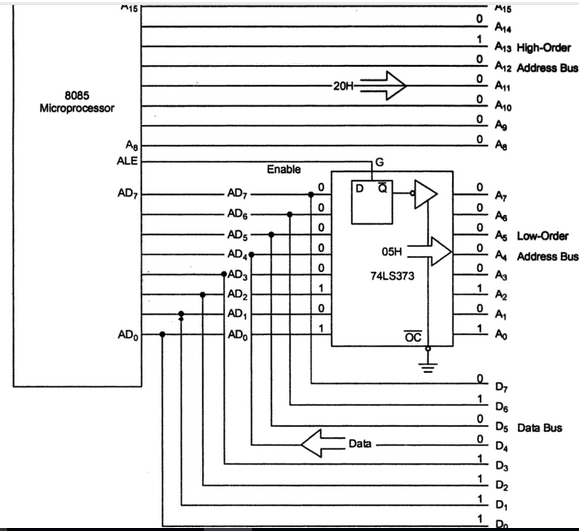 A15 A15
0 A14
1 A13 High-Order
0 A12 Address Bus
20H 0 A11
8085
Microprocessor
0 A10
0 A9
A8 0 A8
ALE G
Enable
AD7 AD7 0 D Q̅ 0 A7
AD6 0 0 A6
AD5 0 0 A5 Low-Order
AD4 0 05H 0 A4 Address Bus
AD3 0 74LS373 0 A3
AD2 1 1 A2
AD1 0 0 A1
AD0 AD0 1 O̅C̅ 1 A0
0 D7
1 D6
0 D5 Data Bus
Data 0 D4
1 D3
1 D2
1 D1
1 D0